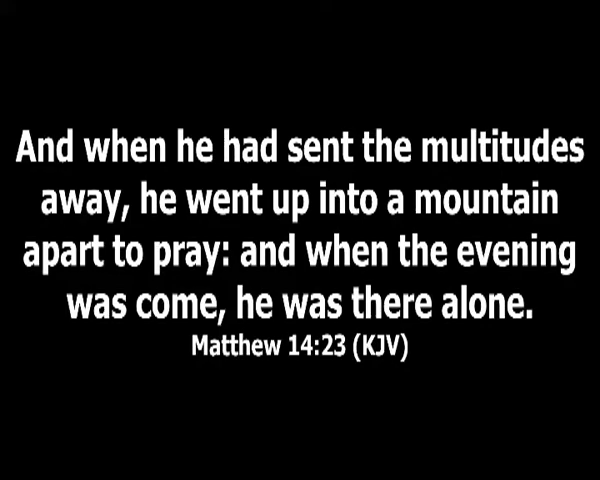 And when he had sent the multitudes
away, he went up into a mountain
apart to pray: and when the evening
was come, he was there alone.
Matthew 14:23 (KJV)